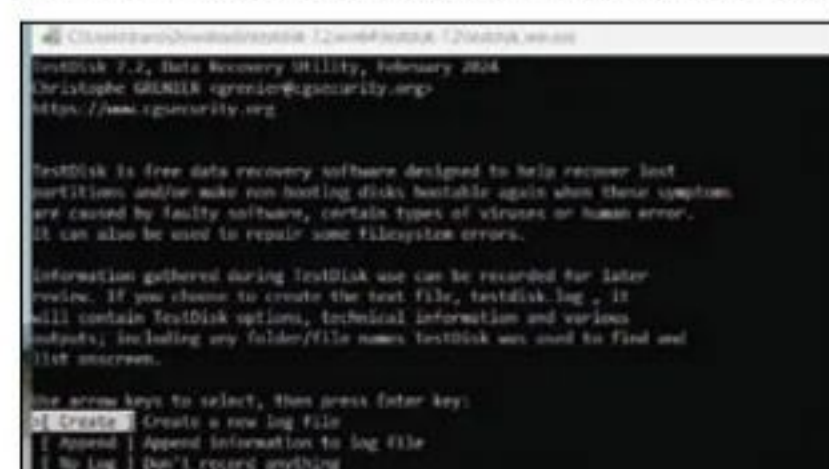 TestDisk 7.2, Data Recovery Utility, February 2024
Christophe GRENIER <grenier@cgsecurity.org>
https://www.cgsecurity.org
TestDisk is free data recovery software designed to help recover lost
partitions and/or make non-booting disks bootable again when these symptoms
are caused by faulty software, certain types of viruses or human error.
It can also be used to repair some filesystem errors.
Information gathered during TestDisk use can be recorded for later
review. If you choose to create the text file, testdisk.log , it
will contain TestDisk options, technical information and various
outputs; including any folder/file names TestDisk was used to find and
list onscreen.
Use arrow keys to select, then press Enter key:
>[ Create ] Create a new log file
[ Append ] Append information to log file
[ No Log ] Don't record anything